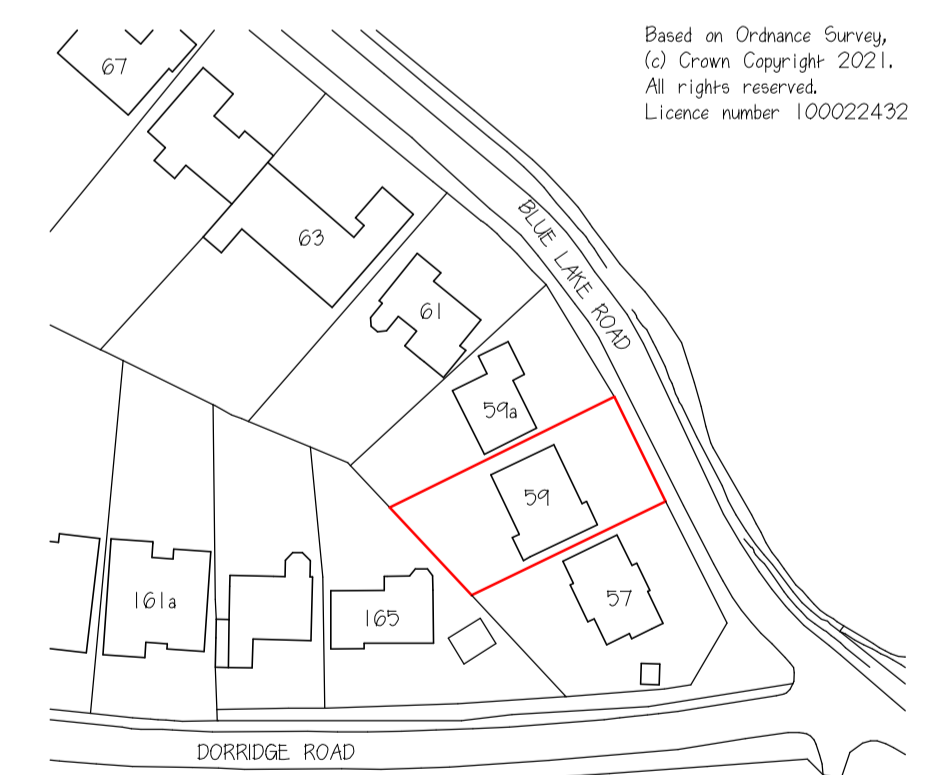 Based on Ordnance Survey,
(c) Crown Copyright 2021.
All rights reserved.
Licence number 100022432
67
BLUE LAKE ROAD
63
61
59a
59
57
161a
165
DORRIDGE ROAD